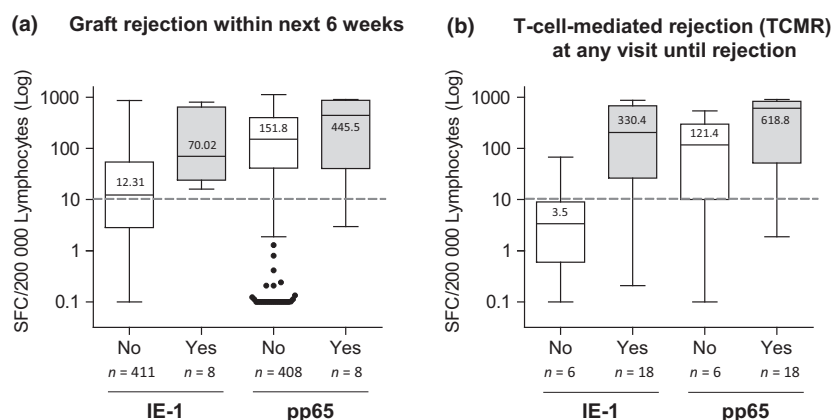 (a) Graft rejection within next 6 weeks
SFC/200 000 Lymphocytes (Log)
1000
100
10
1
0.1
12.31
70.02
151.8
445.5
No Yes No Yes
n = 411 n = 8 n = 408 n = 8
IE-1 pp65
(b) T-cell-mediated rejection (TCMR)
at any visit until rejection
SFC/200 000 Lymphocytes (Log)
1000
100
10
1
0.1
3.5
330.4
121.4
618.8
No Yes No Yes
n = 6 n = 18 n = 6 n = 18
IE-1 pp65